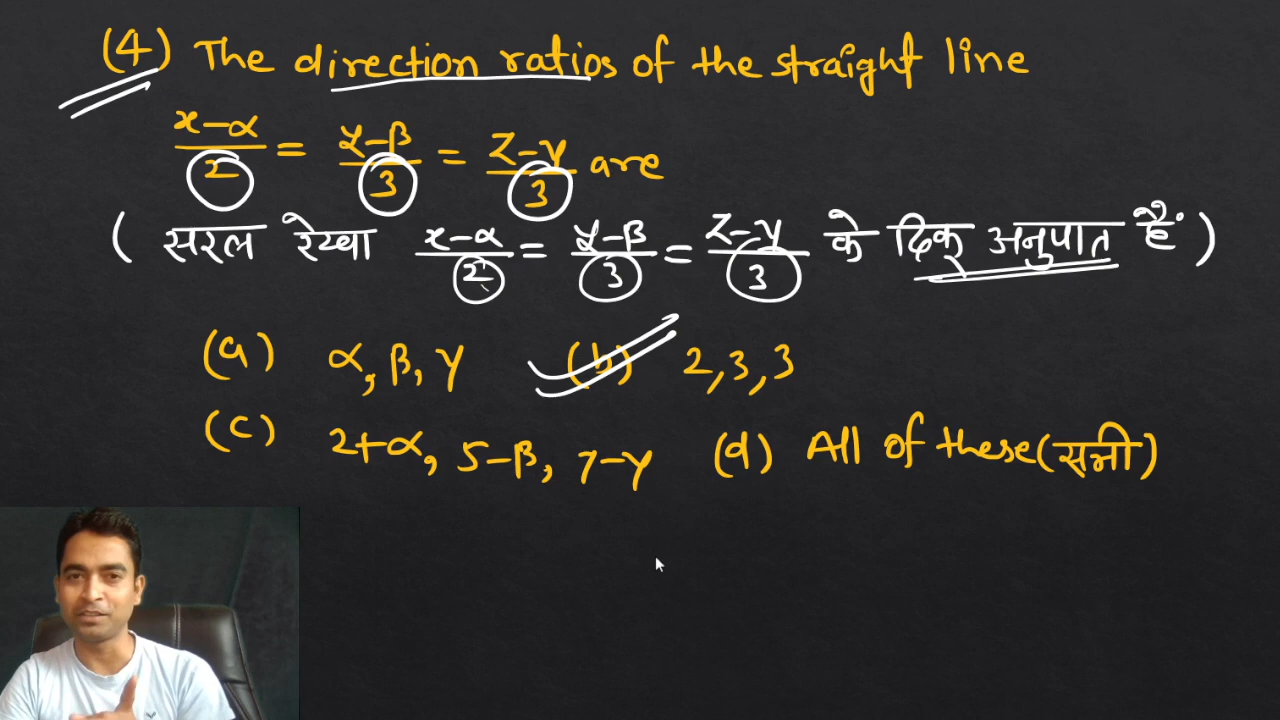 (4) The direction ratios of the straight line
x-α/2 = y-β/3 = z-γ/3 are
( सरल रेखा x-α/2 = y-β/3 = z-γ/3 के दिक् अनुपात हैं )
(a) α, β, γ (b) 2, 3, 3
(c) 2+α, 5-β, 7-γ (d) All of these (सभी)